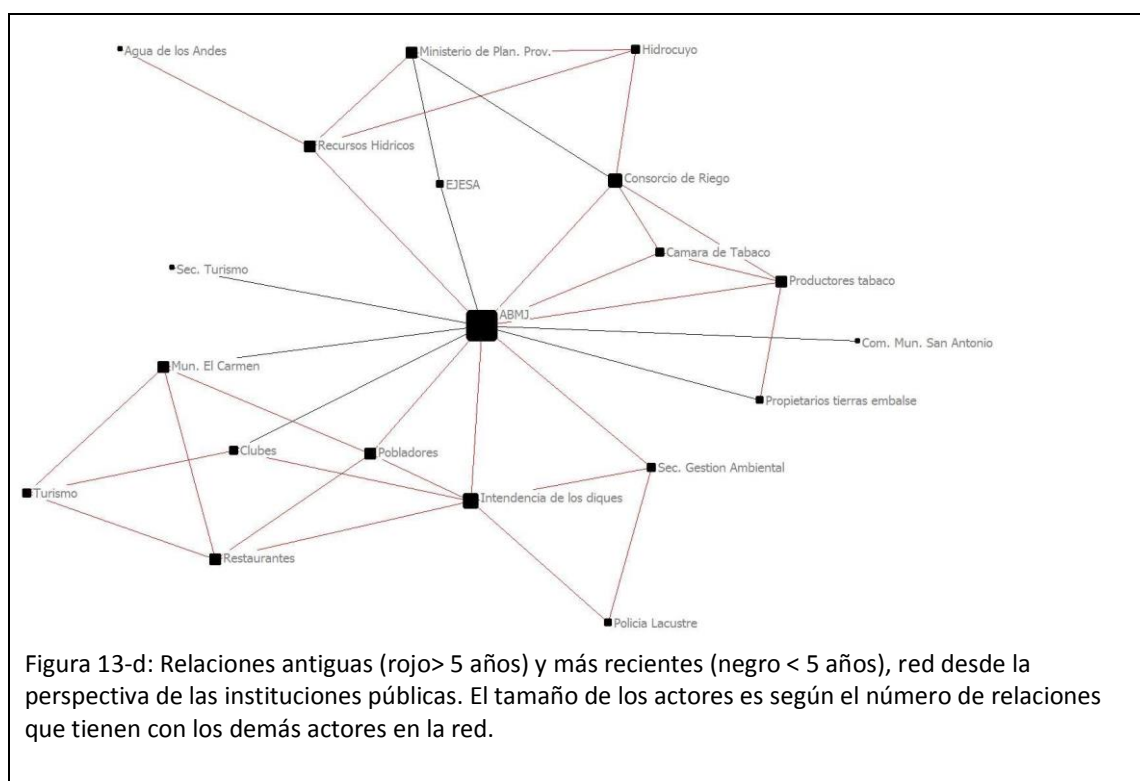 Agua de los Andes
Ministerio de Plan. Prov.
Hidrocuyo
Recursos Hidricos
EJESA
Consorcio de Riego
Camara de Tabaco
Sec. Turismo
Productores tabaco
ABMJ
Com. Mun. San Antonio
Mun. El Carmen
Propietarios tierras embalse
Clubes
Pobladores
Sec. Gestion Ambiental
Turismo
Intendencia de los diques
Restaurantes
Policia Lacustre
Figura 13-d: Relaciones antiguas (rojo> 5 años) y más recientes (negro < 5 años), red desde la
perspectiva de las instituciones públicas. El tamaño de los actores es según el número de relaciones
que tienen con los demás actores en la red.